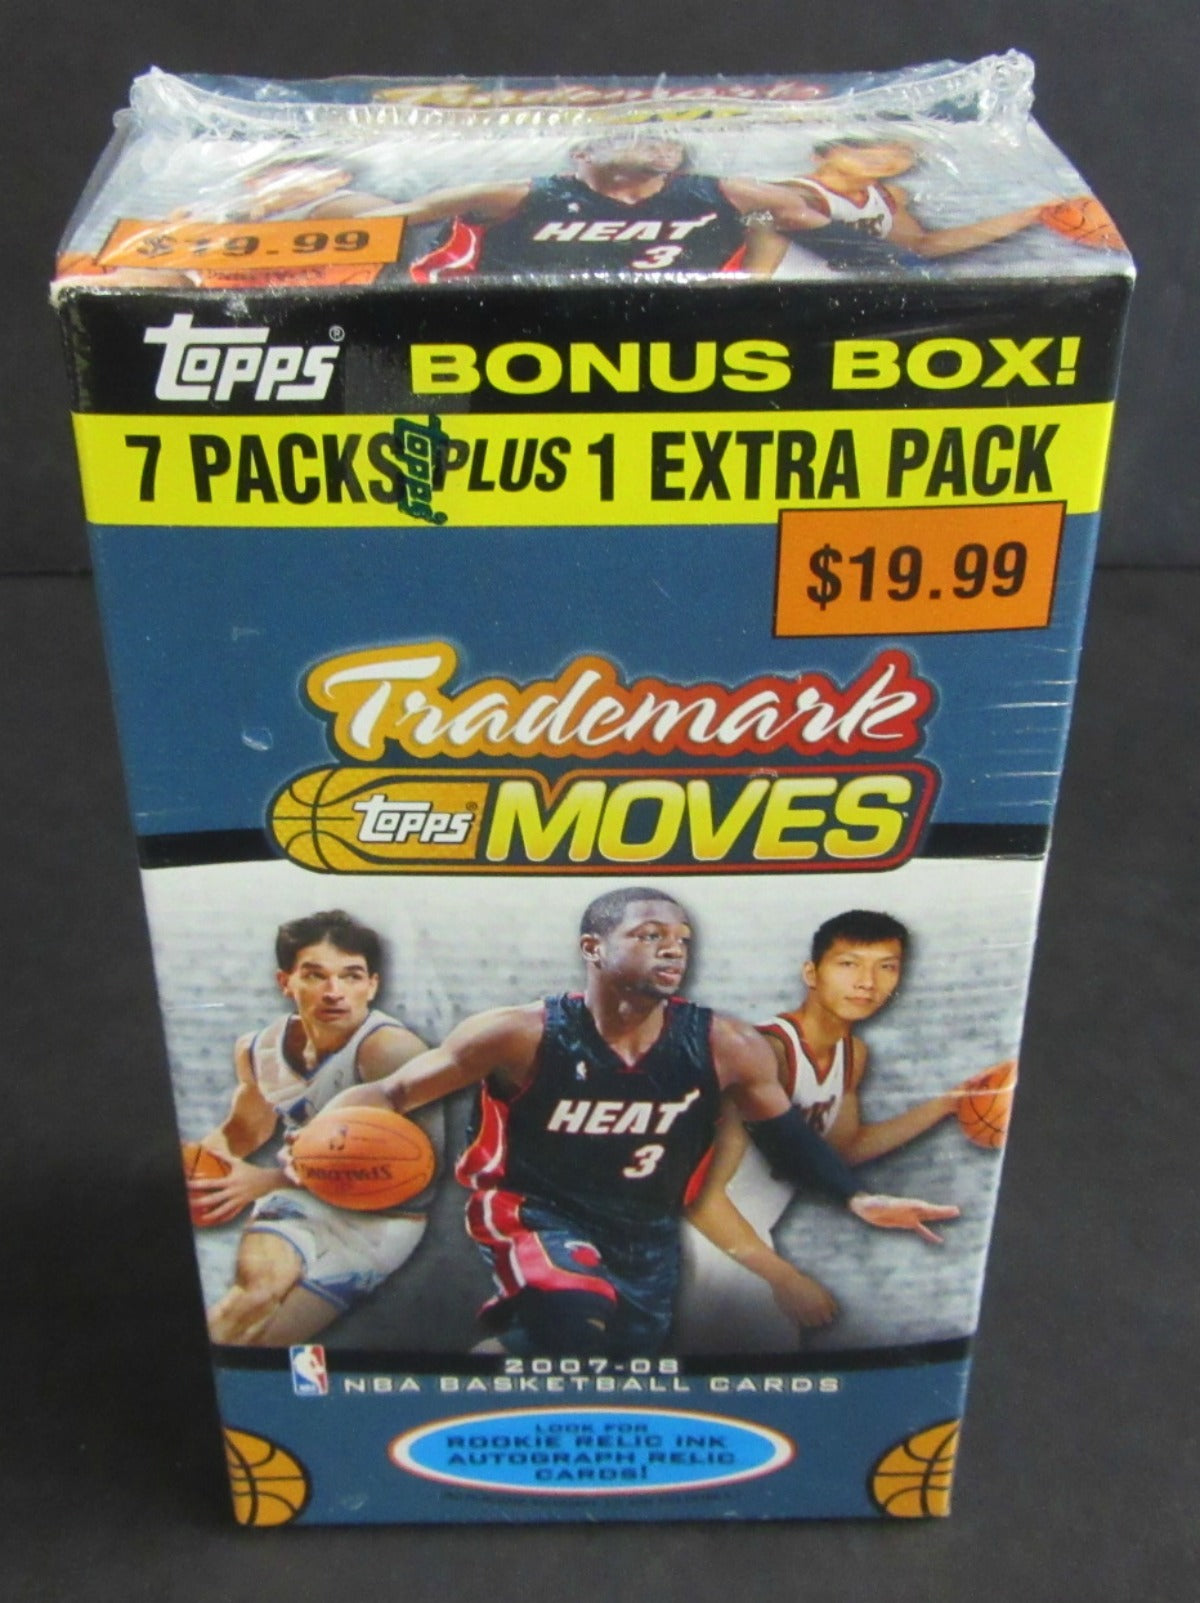 Trademark
$19.99
HEAT
3
TOPPS®
BONUS BOX!
7 PACKS PLUS 1 EXTRA PACK
TOPPS®
$19.99
Trademark
TOPPS® MOVES
HEAT
3
SPALDING
2007-08
NBA BASKETBALL CARDS
LOOK FOR
ROOKIE RELIC INK
AUTOGRAPH RELIC
CARDS!